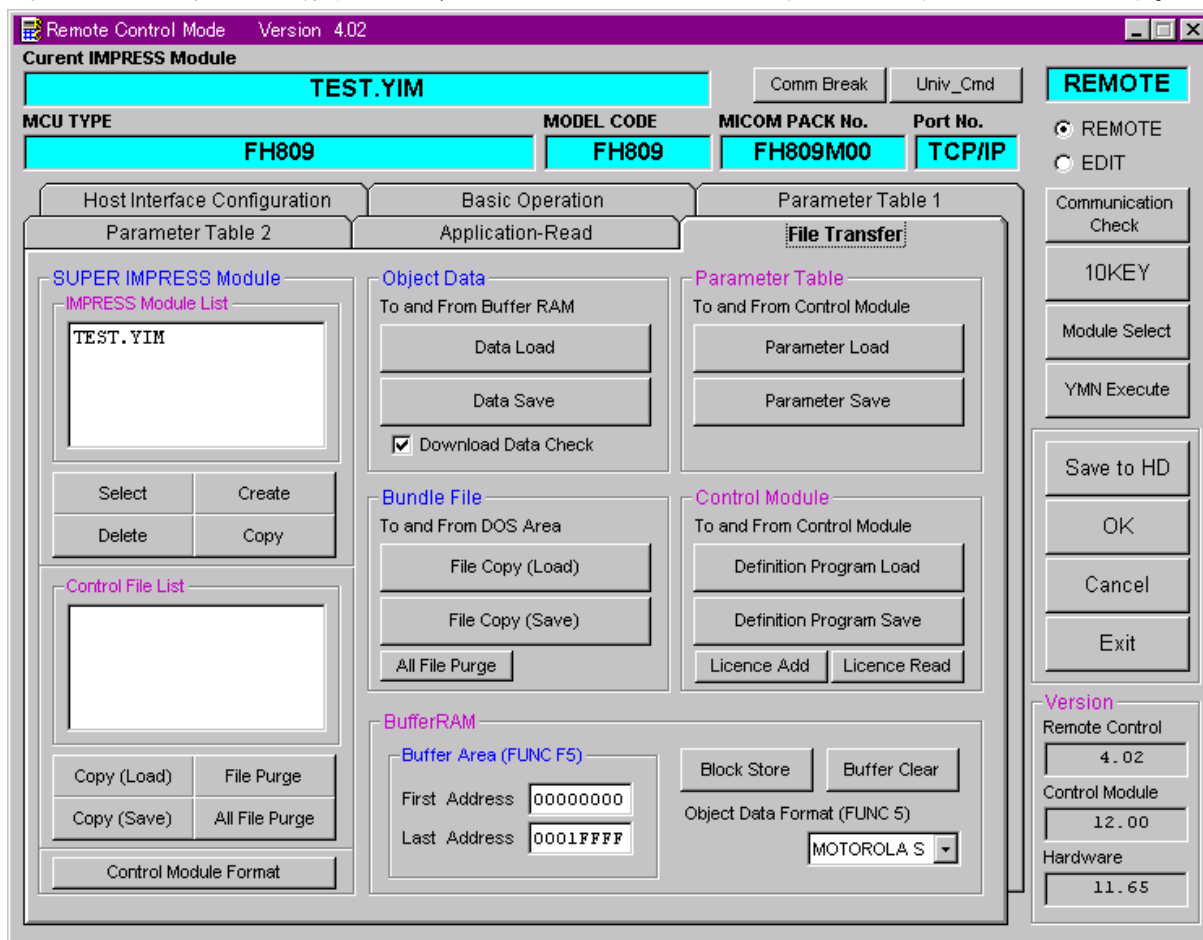 Remote Control Mode Version 4.02
Curent IMPRESS Module
TEST.YIM
Comm Break
Univ_Cmd
REMOTE
MCU TYPE
MODEL CODE
MICOM PACK No.
Port No.
FH809
FH809
FH809M00
TCP/IP
REMOTE
EDIT
Host Interface Configuration
Basic Operation
Parameter Table 1
Parameter Table 2
Application-Read
File Transfer
SUPER IMPRESS Module
IMPRESS Module List
TEST.YIM
Select
Create
Delete
Copy
Control File List
Copy (Load)
File Purge
Copy (Save)
All File Purge
Control Module Format
Object Data
To and From Buffer RAM
Data Load
Data Save
Download Data Check
Parameter Table
To and From Control Module
Parameter Load
Parameter Save
Bundle File
To and From DOS Area
File Copy (Load)
File Copy (Save)
All File Purge
Control Module
To and From Control Module
Definition Program Load
Definition Program Save
Licence Add
Licence Read
BufferRAM
Buffer Area (FUNC F5)
First Address 00000000
Last Address 0001FFFF
Block Store
Buffer Clear
Object Data Format (FUNC 5)
MOTOROLA S
Communication
Check
10KEY
Module Select
YMN Execute
Save to HD
OK
Cancel
Exit
Version
Remote Control
4.02
Control Module
12.00
Hardware
11.65